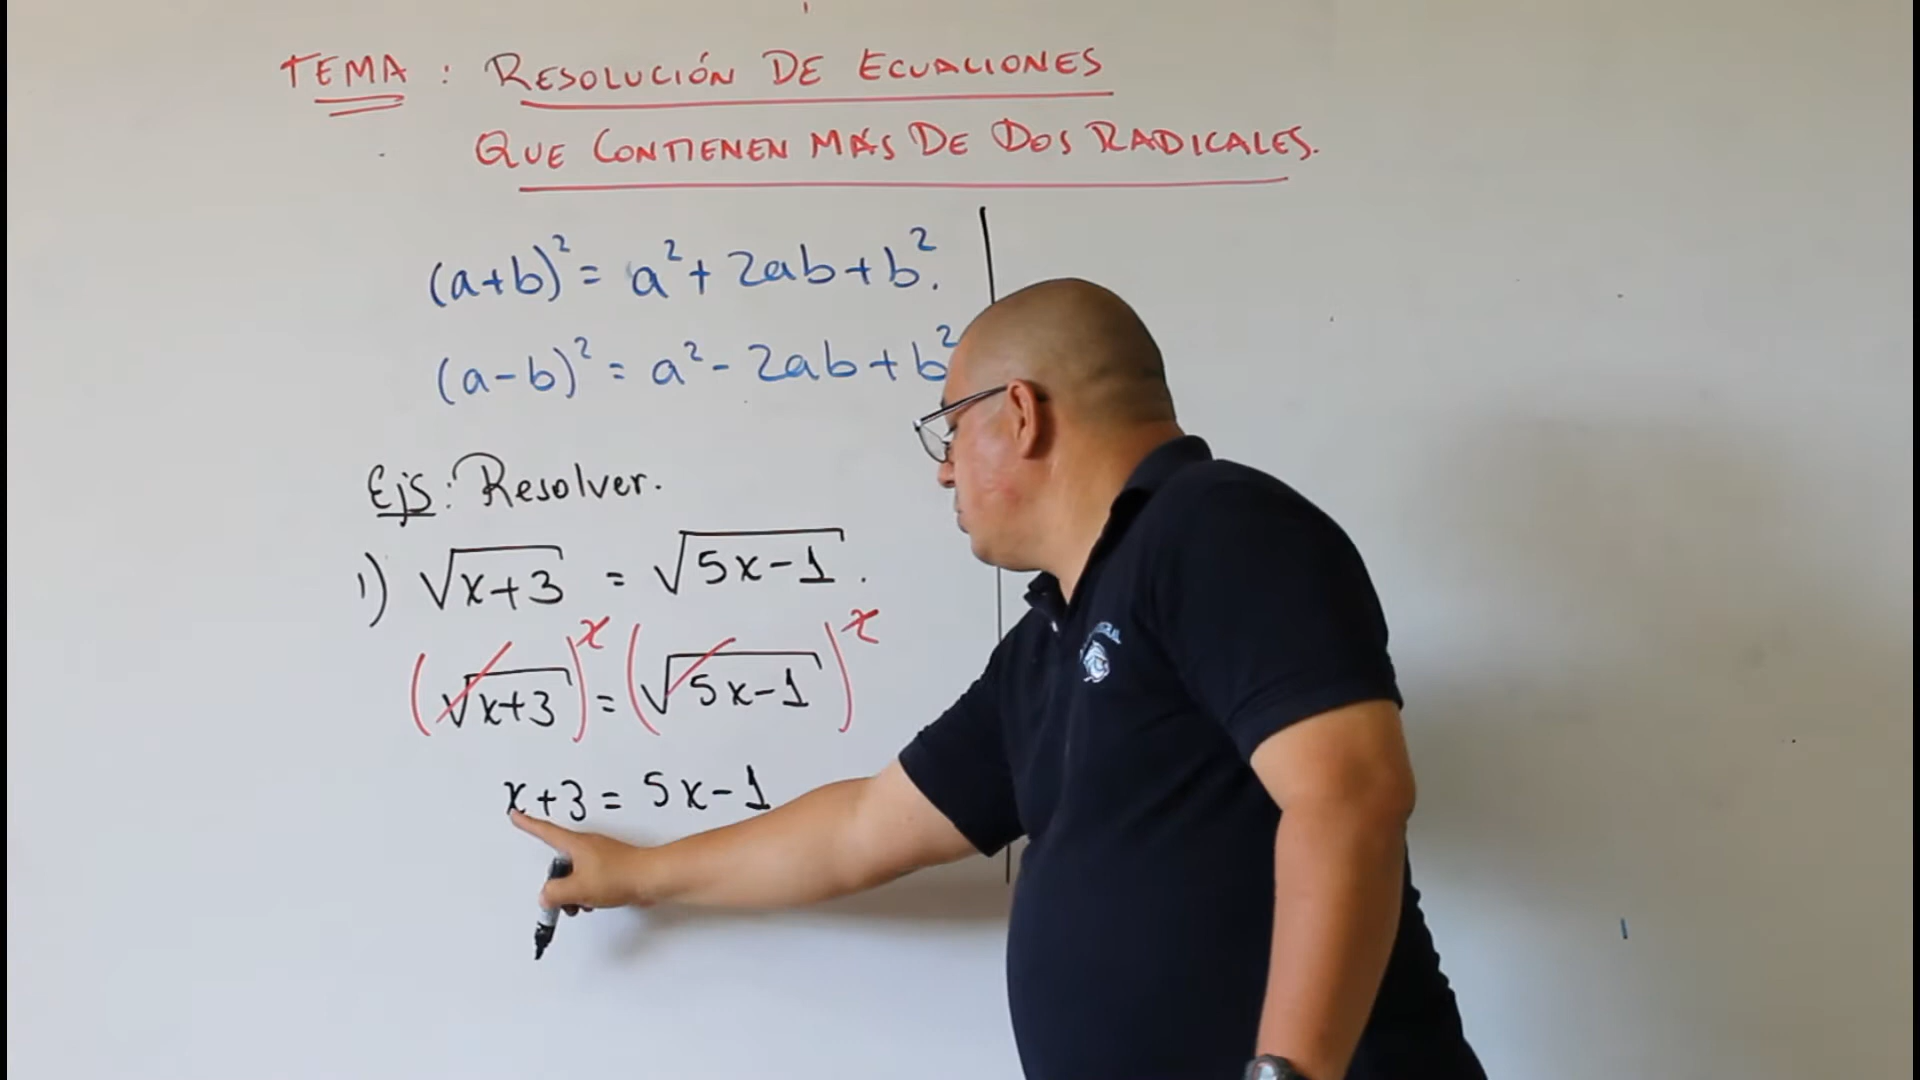 TEMA : RESOLUCIÓN DE ECUACIONES
QUE CONTIENEN MÁS DE DOS RADICALES.
(a+b)² = a² + 2ab + b².
(a-b)² = a² - 2ab + b²
Ejs: Resolver.
1) √x+3 = √5x-1.
(√x+3)² = (√5x-1)²
x+3 = 5x-1